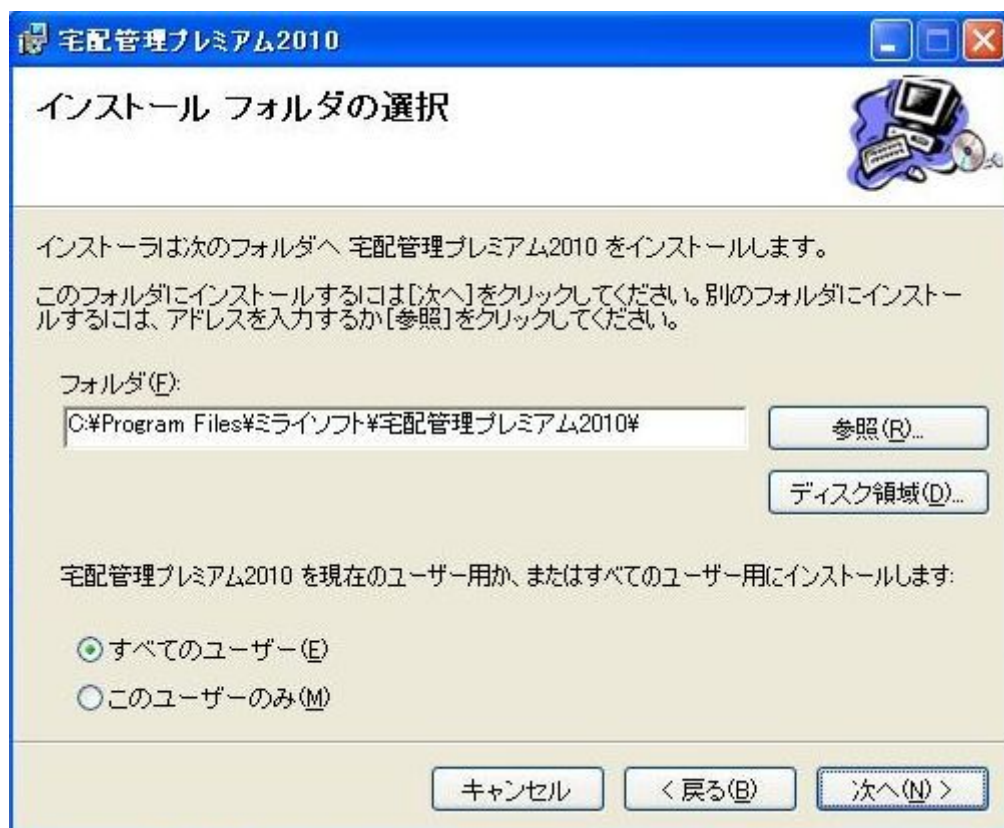 宅配管理プレミアム2010
インストール フォルダの選択
インストーラは次のフォルダへ 宅配管理プレミアム2010 をインストールします。
このフォルダにインストールするには[次へ]をクリックしてください。別のフォルダにインストー
ルするには、アドレスを入力するか[参照]をクリックしてください。
フォルダ(F):
C:¥Program Files¥ミライソフト¥宅配管理プレミアム2010¥
参照(R)...
ディスク領域(D)...
宅配管理プレミアム2010 を現在のユーザー用か、またはすべてのユーザー用にインストールします:
すべてのユーザー(E)
このユーザーのみ(M)
キャンセル
< 戻る(B)
次へ(N) >